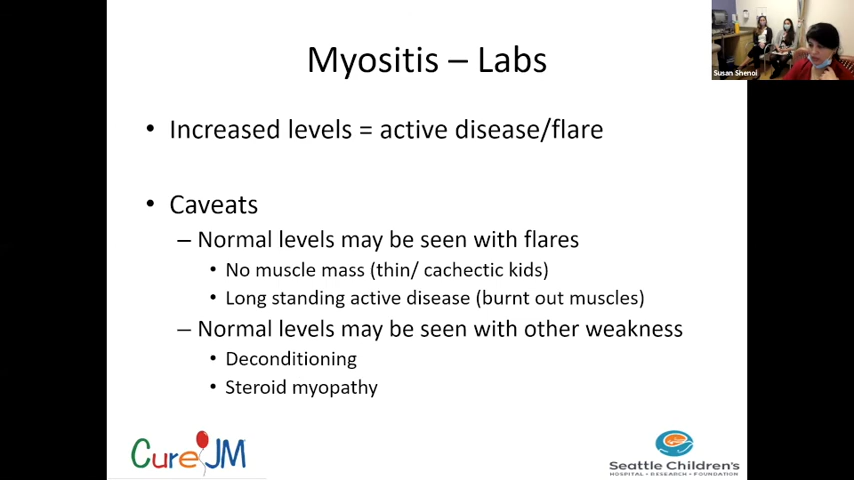 Susan Shenoi
Myositis – Labs
• Increased levels = active disease/flare
• Caveats
– Normal levels may be seen with flares
• No muscle mass (thin/ cachectic kids)
• Long standing active disease (burnt out muscles)
– Normal levels may be seen with other weakness
• Deconditioning
• Steroid myopathy
Cure JM
Seattle Children's
HOSPITAL • RESEARCH • FOUNDATION